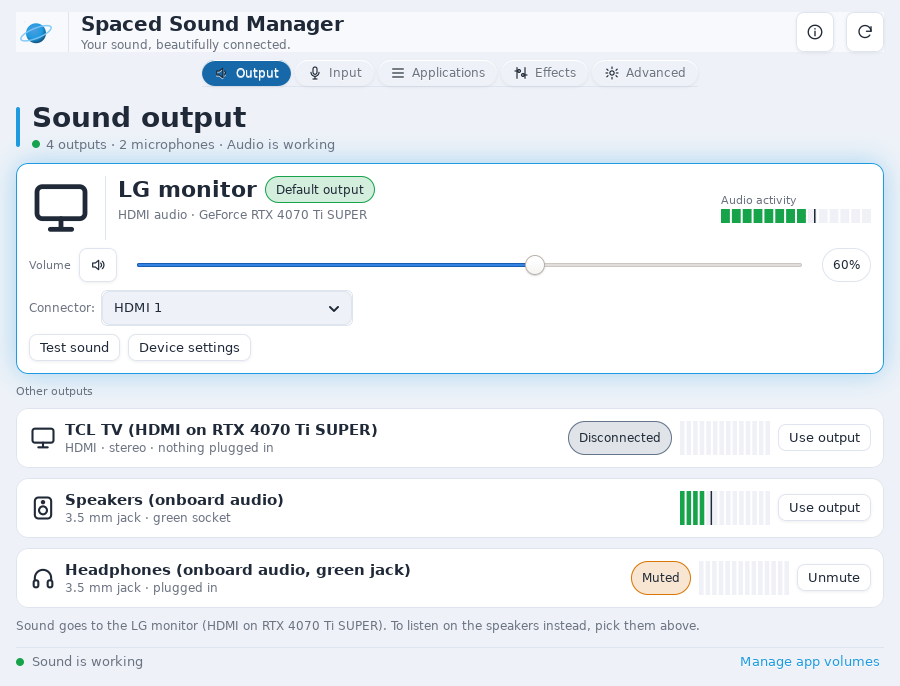 Spaced Sound Manager
Your sound, beautifully connected.
Output
Input
Applications
Effects
Advanced
Sound output
4 outputs · 2 microphones · Audio is working
LG monitor
Default output
HDMI audio · GeForce RTX 4070 Ti SUPER
Audio activity
Volume
60%
Connector:
HDMI 1
Test sound
Device settings
Other outputs
TCL TV (HDMI on RTX 4070 Ti SUPER)
HDMI · stereo · nothing plugged in
Disconnected
Use output
Speakers (onboard audio)
3.5 mm jack · green socket
Use output
Headphones (onboard audio, green jack)
3.5 mm jack · plugged in
Muted
Unmute
Sound goes to the LG monitor (HDMI on RTX 4070 Ti SUPER). To listen on the speakers instead, pick them above.
Sound is working
Manage app volumes